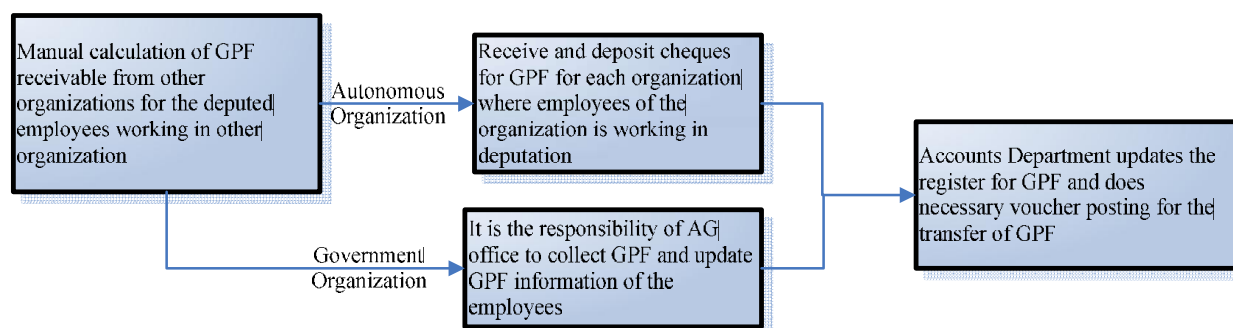 Manual calculation of GPF
receivable from other
organizations for the deputed
employees working in other
organization
Autonomous
Organization
Receive and deposit cheques
for GPF for each organization
where employees of the
organization is working in
deputation
Government
Organization
It is the responsibility of AG
office to collect GPF and update
GPF information of the
employees
Accounts Department updates the
register for GPF and does
necessary voucher posting for the
transfer of GPF